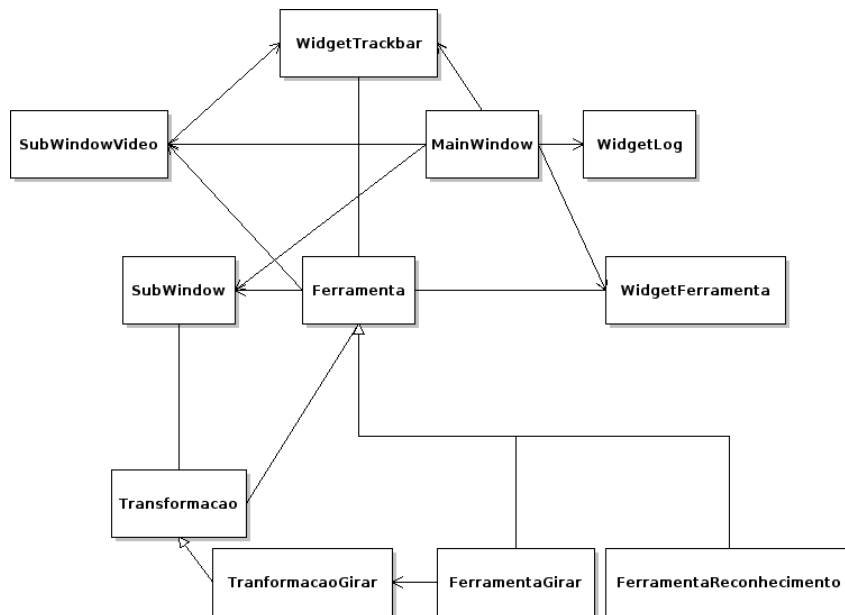 WidgetTrackbar
SubWindowVideo
MainWindow
WidgetLog
SubWindow
Ferramenta
WidgetFerramenta
Transformacao
TranformacaoGirar
FerramentaGirar
FerramentaReconhecimento